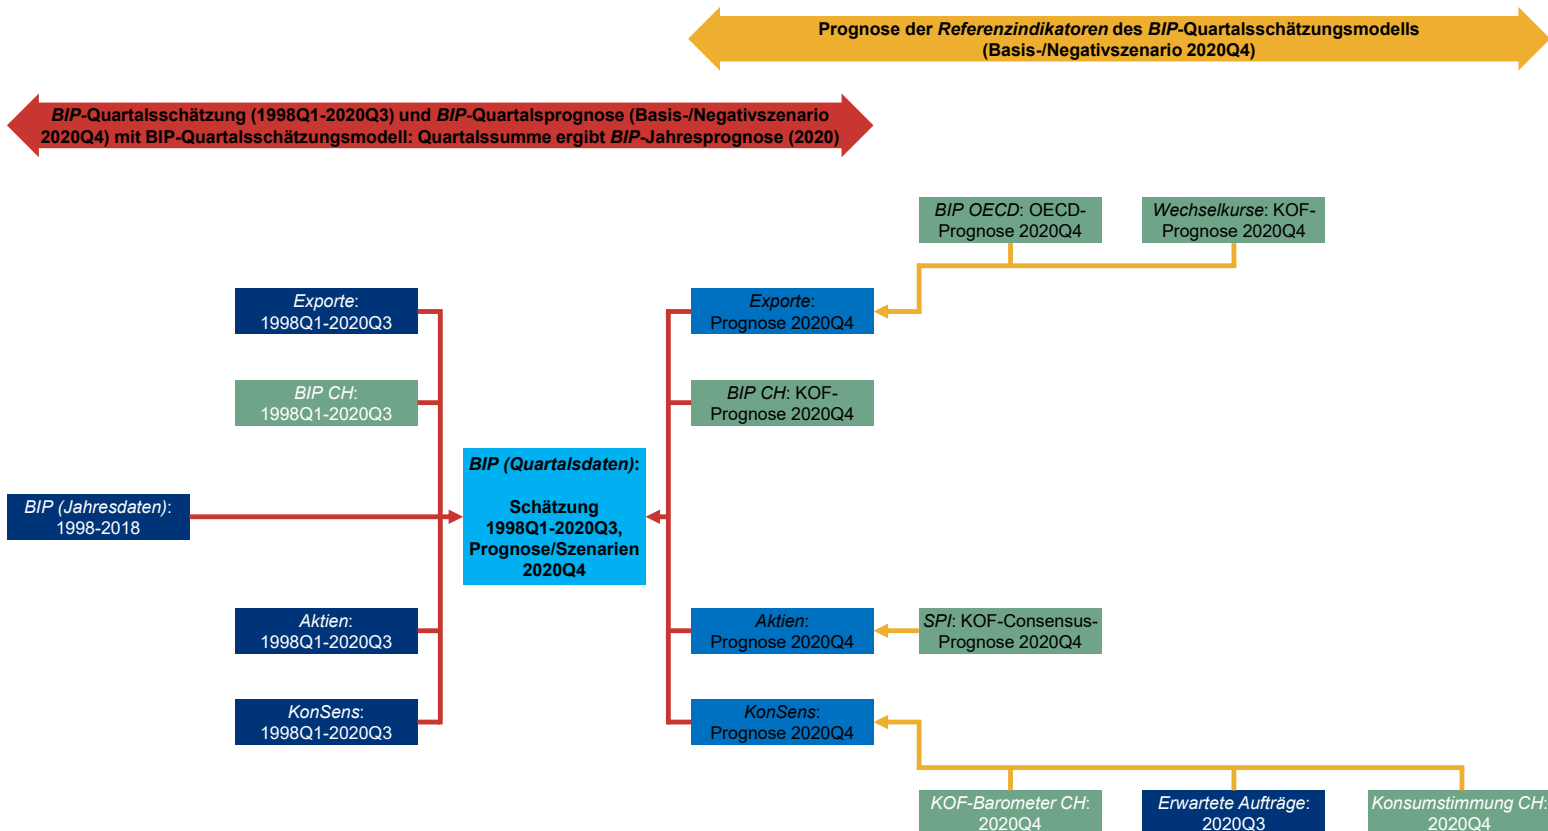 Prognose der Referenzindikatoren des BIP-Quartalsschätzungsmodells
(Basis-/Negativszenario 2020Q4)
BIP-Quartalsschätzung (1998Q1-2020Q3) und BIP-Quartalsprognose (Basis-/Negativszenario
2020Q4) mit BIP-Quartalsschätzungsmodell: Quartalssumme ergibt BIP-Jahresprognose (2020)
BIP OECD: OECD-
Prognose 2020Q4
Wechselkurse: KOF-
Prognose 2020Q4
Exporte:
1998Q1-2020Q3
Exporte:
Prognose 2020Q4
BIP CH:
1998Q1-2020Q3
BIP CH: KOF-
Prognose 2020Q4
BIP (Jahresdaten):
1998-2018
BIP (Quartalsdaten):
Schätzung
1998Q1-2020Q3,
Prognose/Szenarien
2020Q4
Aktien:
1998Q1-2020Q3
Aktien:
Prognose 2020Q4
SPI: KOF-Consensus-
Prognose 2020Q4
KonSens:
1998Q1-2020Q3
KonSens:
Prognose 2020Q4
KOF-Barometer CH:
2020Q4
Erwartete Aufträge:
2020Q3
Konsumstimmung CH:
2020Q4